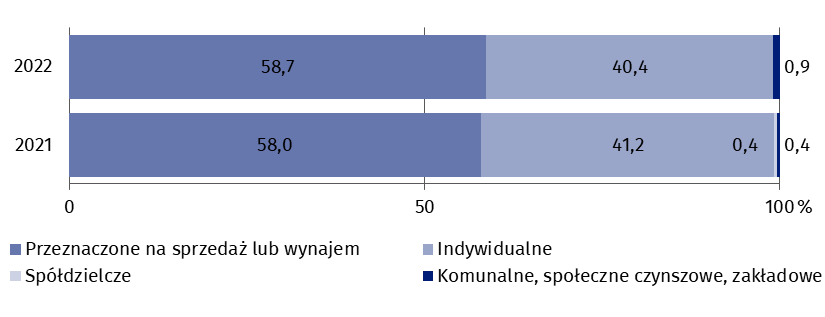 2022 58,7 40,4 0,9
2021 58,0 41,2 0,4 0,4
0 50 100 %
Przeznaczone na sprzedaż lub wynajem Indywidualne
Spółdzielcze Komunalne, społeczne czynszowe, zakładowe